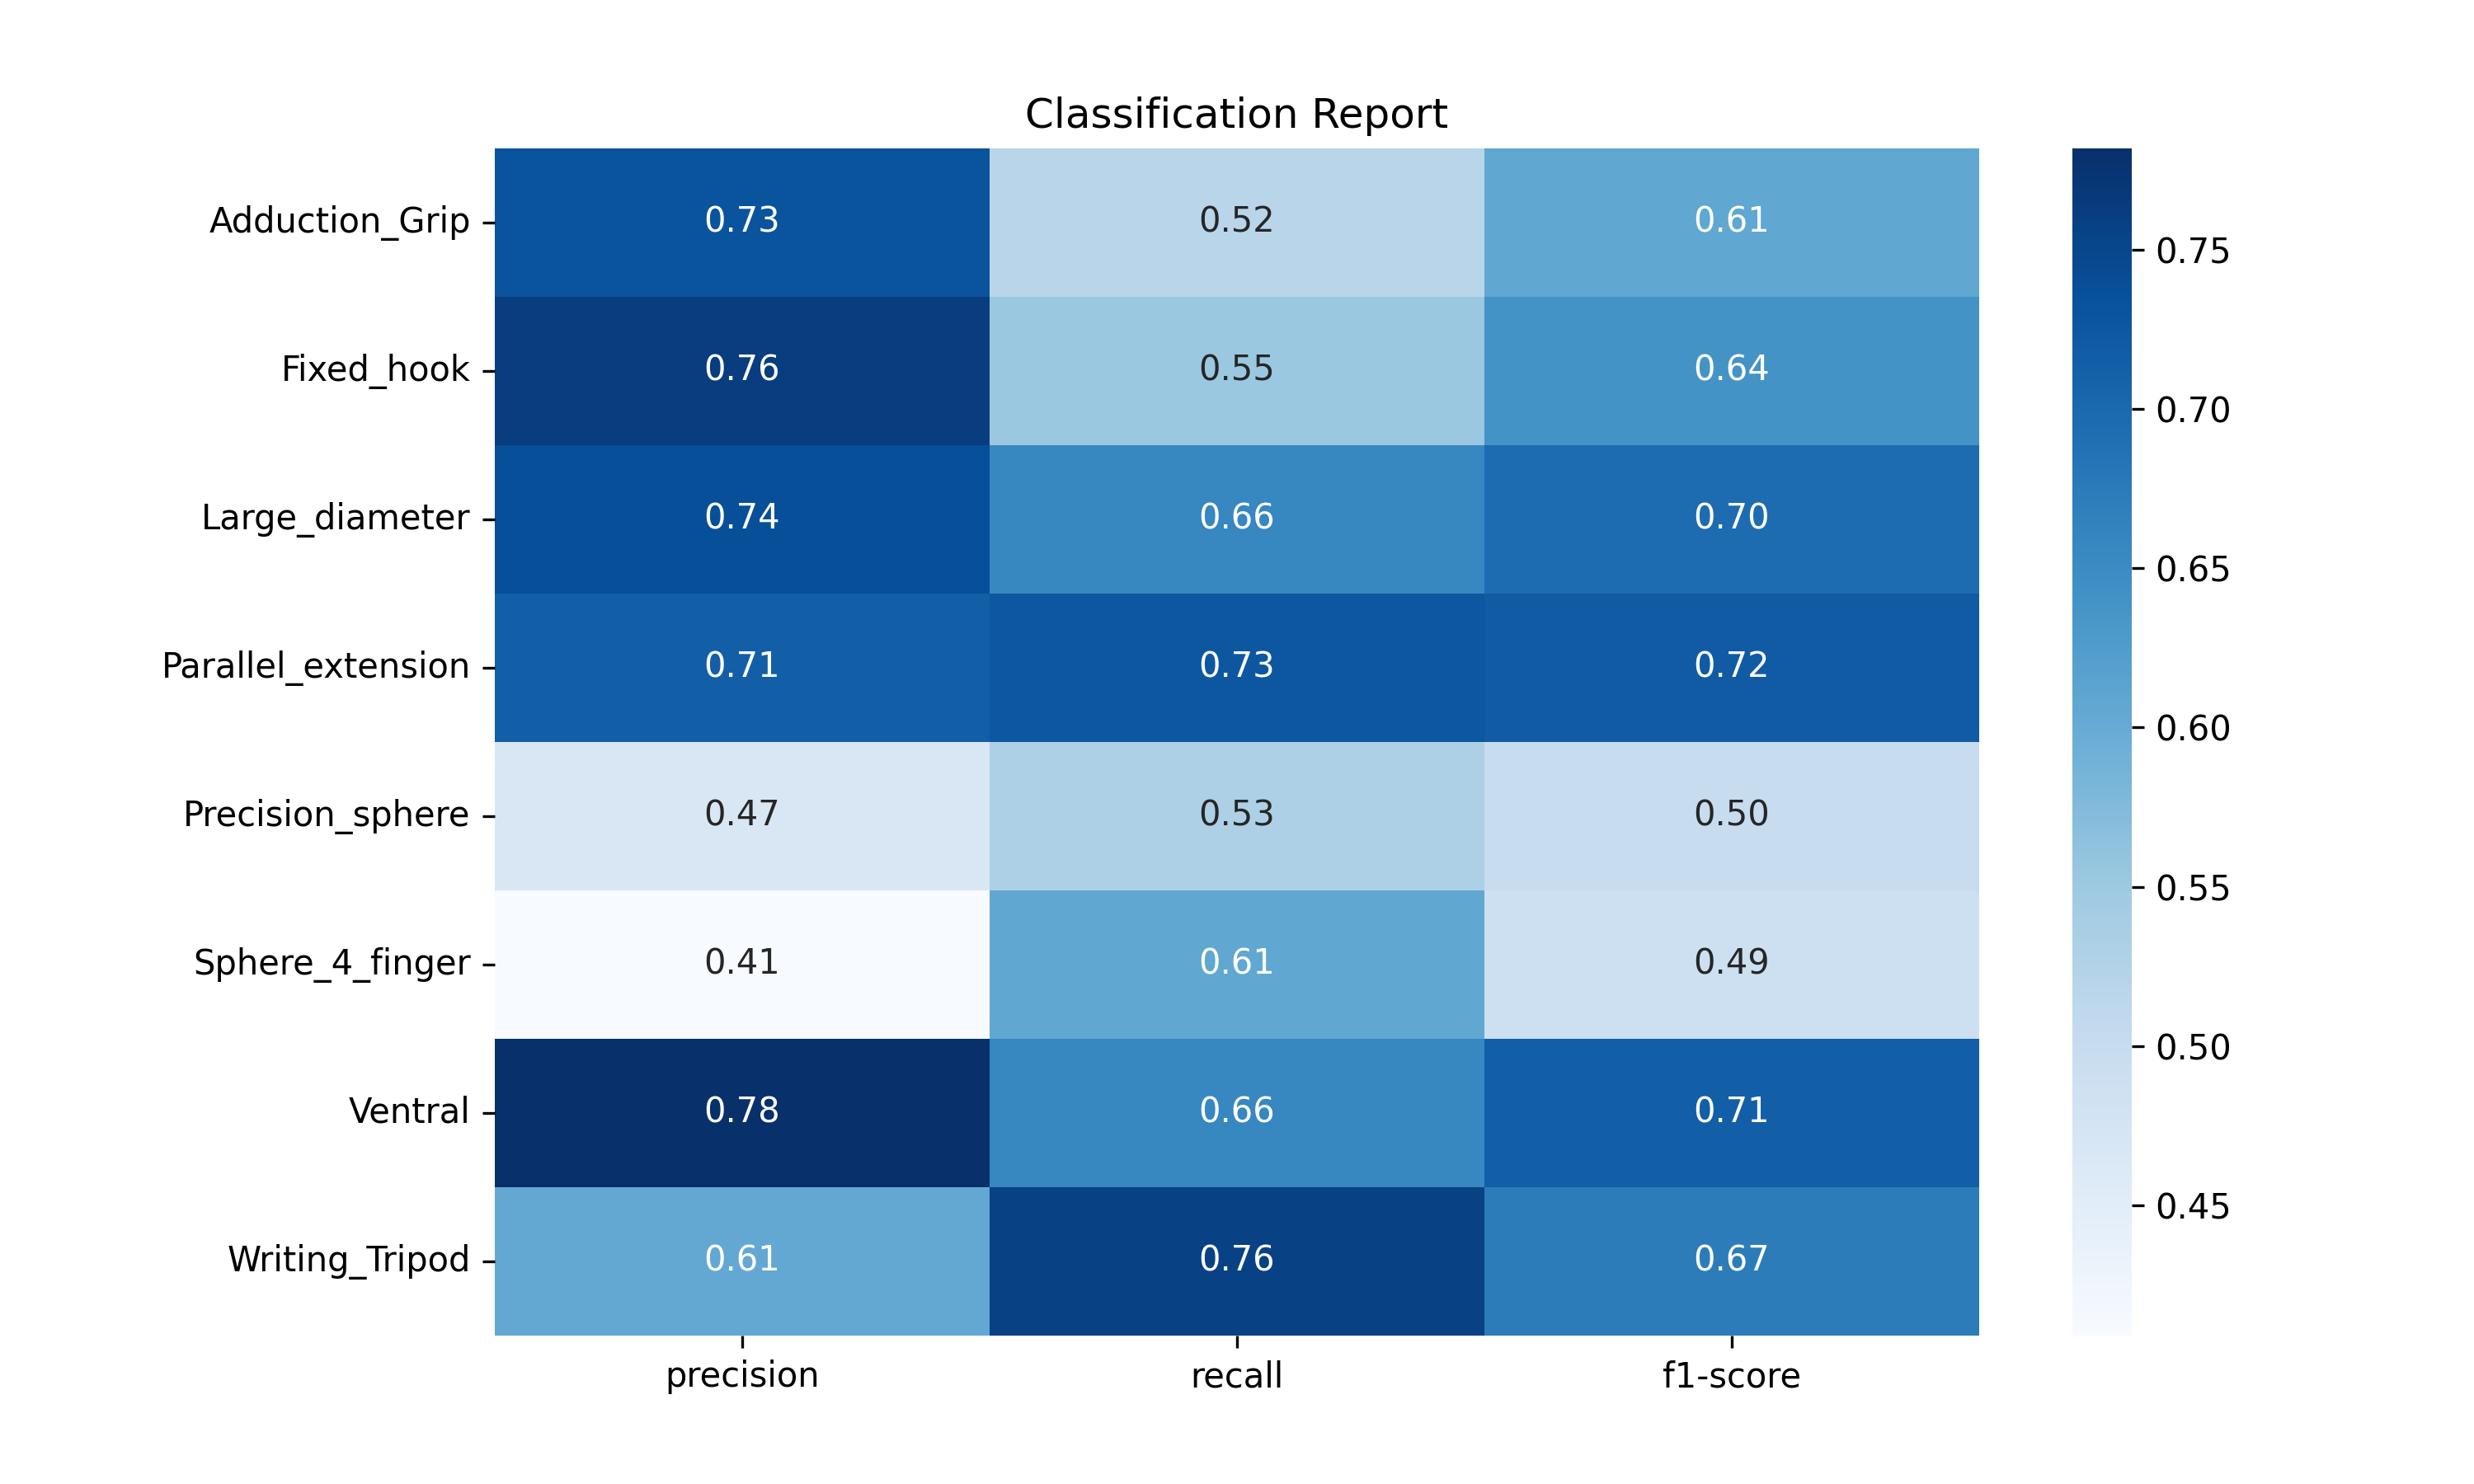 Classification Report
Adduction_Grip 0.73 0.52 0.61
Fixed_hook 0.76 0.55 0.64
Large_diameter 0.74 0.66 0.70
Parallel_extension 0.71 0.73 0.72
Precision_sphere 0.47 0.53 0.50
Sphere_4_finger 0.41 0.61 0.49
Ventral 0.78 0.66 0.71
Writing_Tripod 0.61 0.76 0.67
precision recall f1-score
0.75
0.70
0.65
0.60
0.55
0.50
0.45